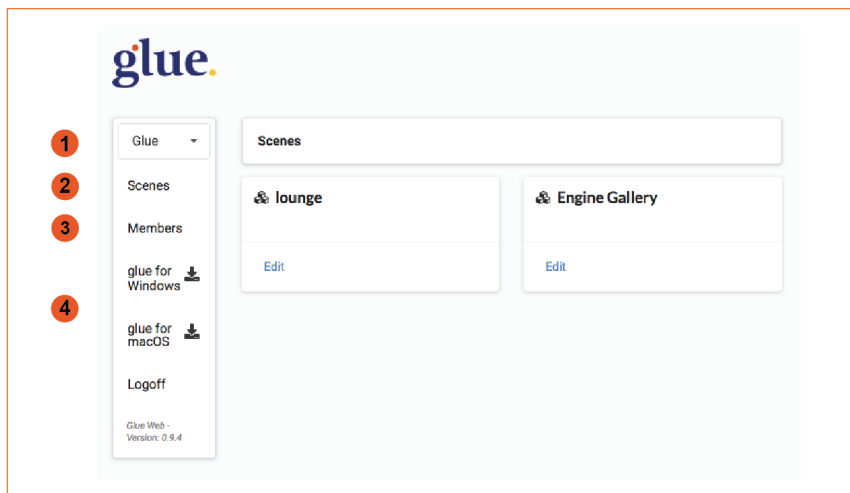 glue.
1
Glue
Scenes
2
Scenes
lounge
Engine Gallery
3
Members
Edit
Edit
glue for
Windows
4
glue for
macOS
Logoff
Glue Web -
Version: 0.9.4